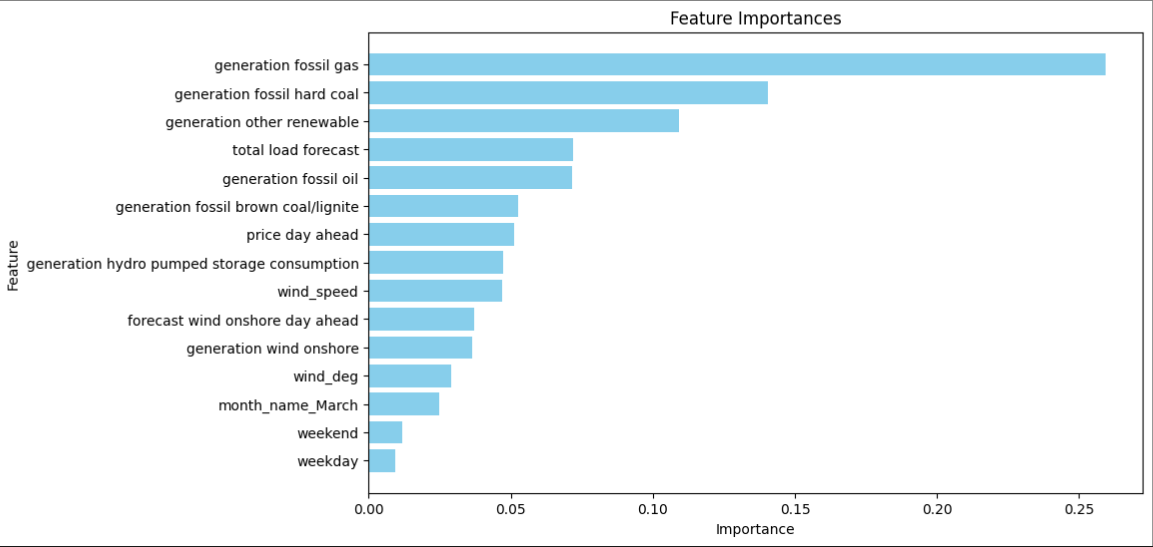 Feature Importances
Feature
generation fossil gas
generation fossil hard coal
generation other renewable
total load forecast
generation fossil oil
generation fossil brown coal/lignite
price day ahead
generation hydro pumped storage consumption
wind_speed
forecast wind onshore day ahead
generation wind onshore
wind_deg
month_name_March
weekend
weekday
0.00 0.05 0.10 0.15 0.20 0.25
Importance